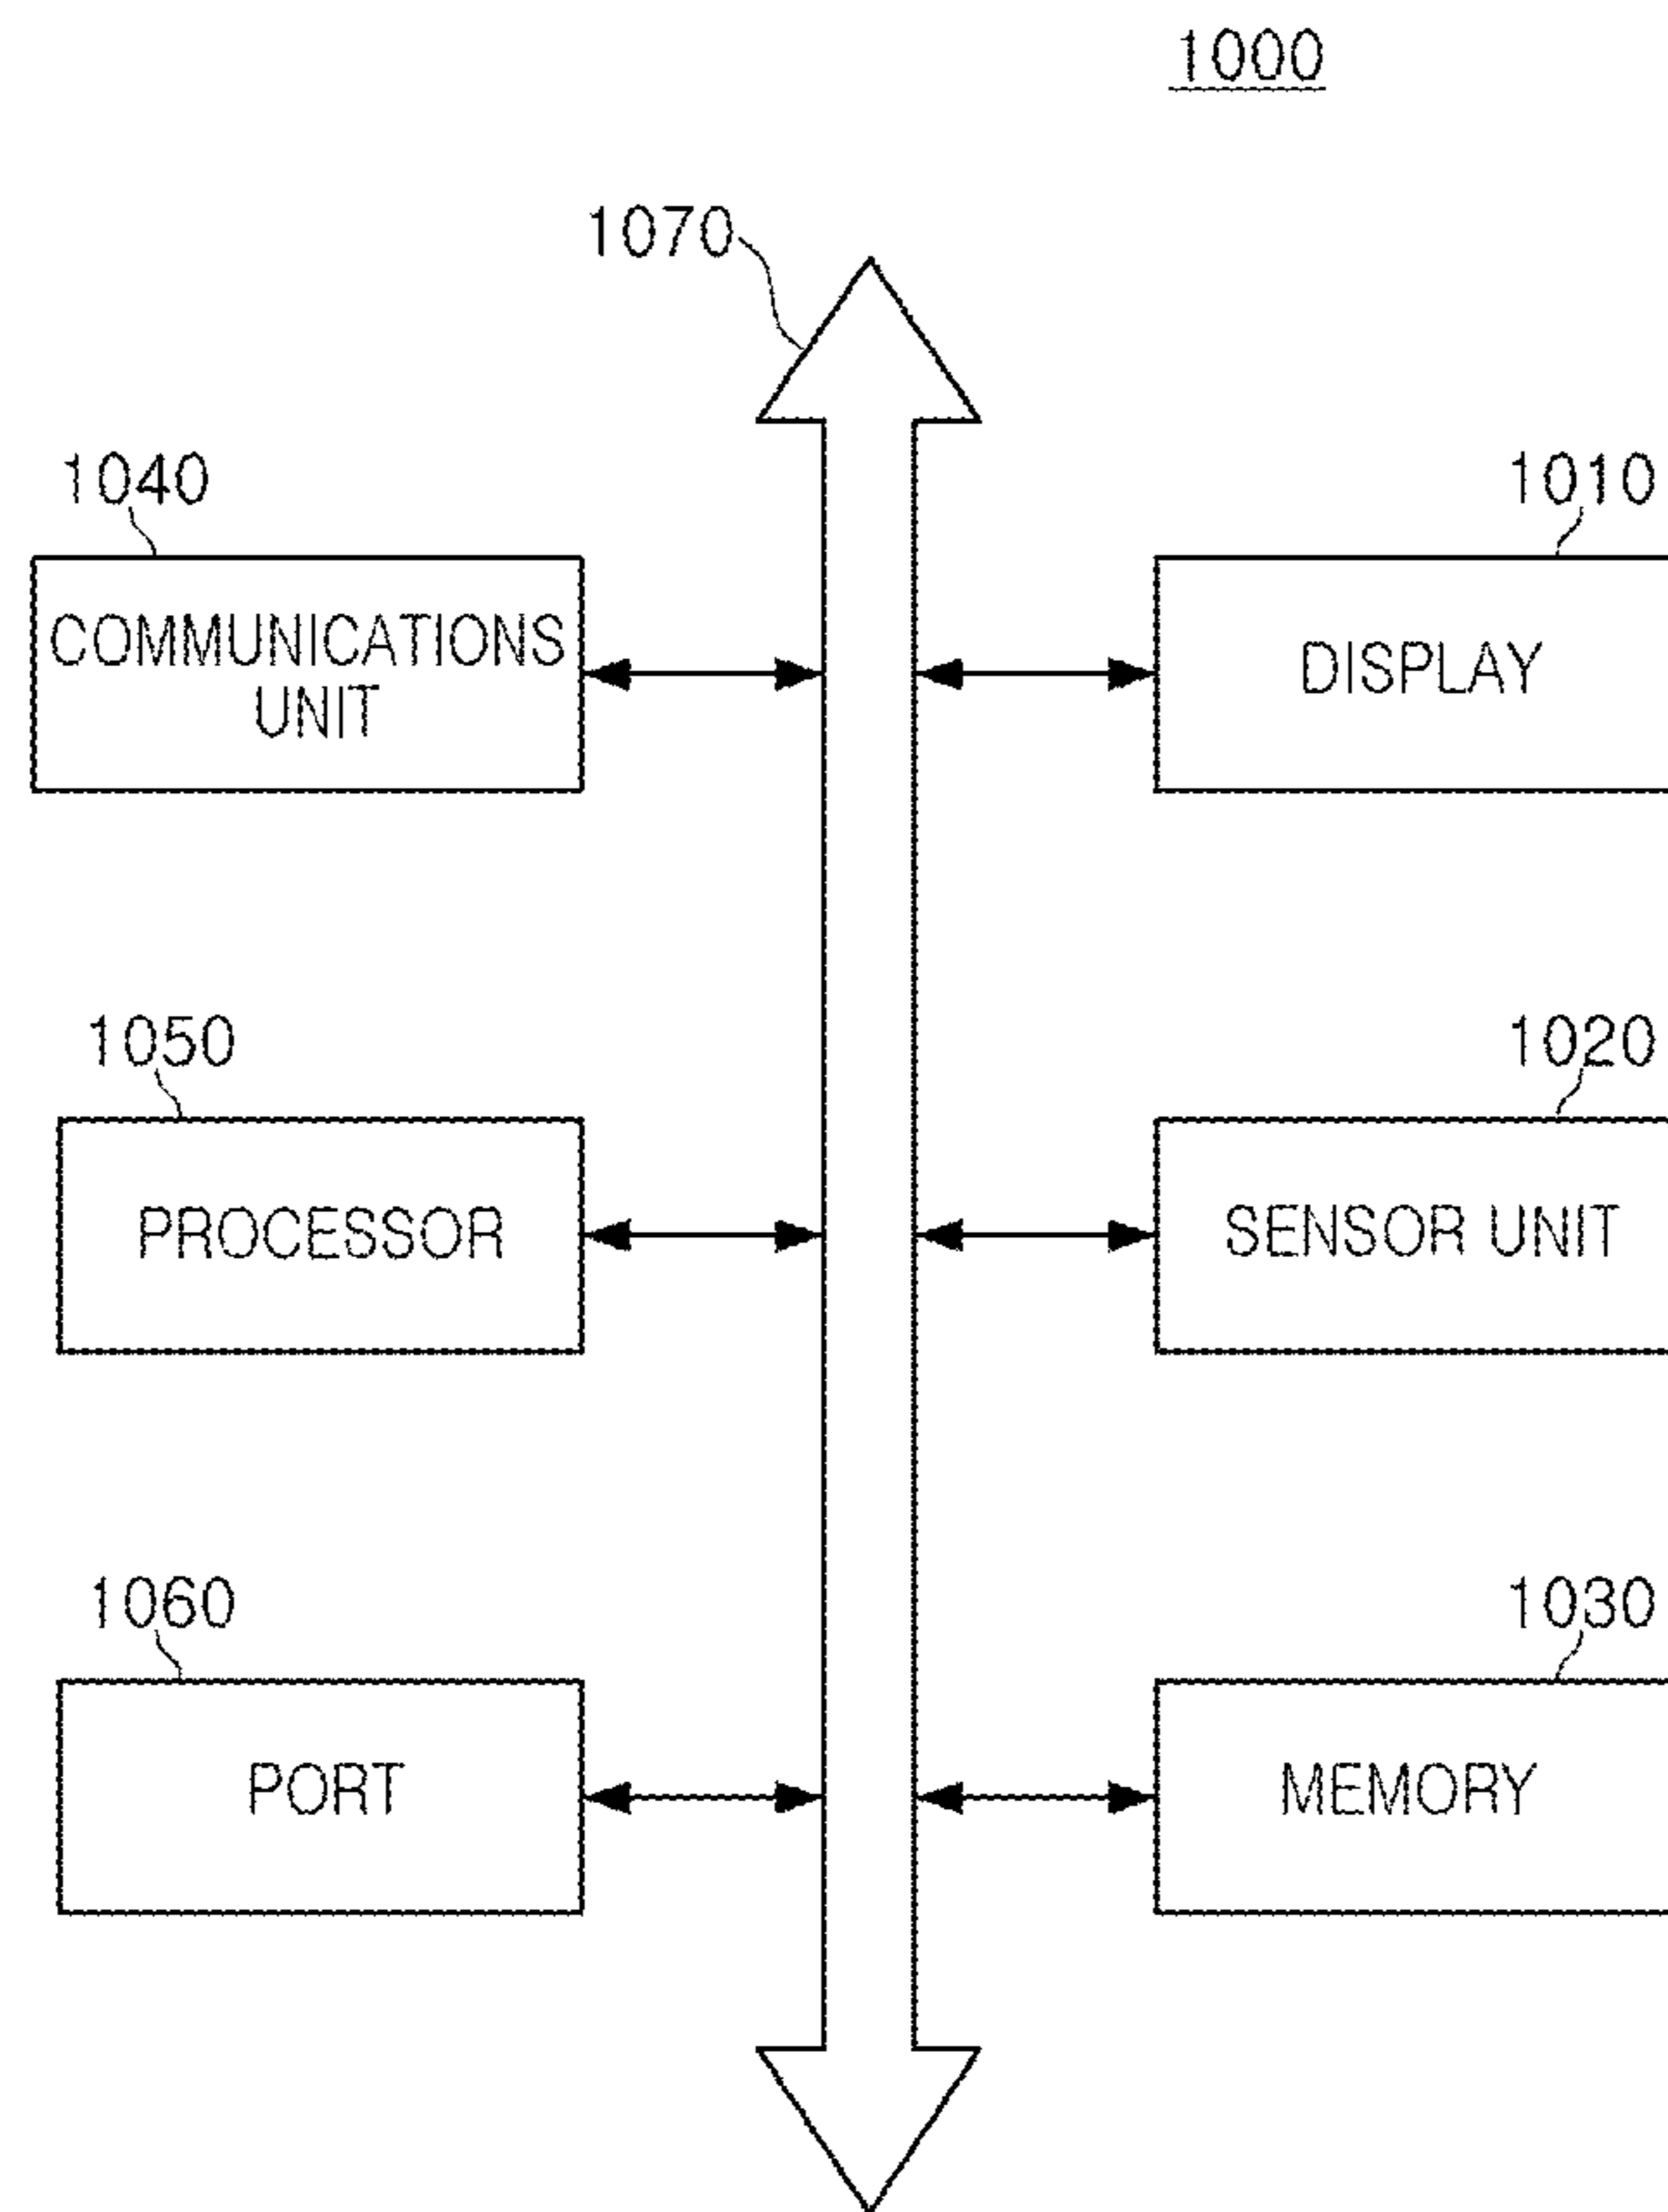 1000
1070
1040
1010
COMMUNICATIONS
UNIT
DISPLAY
1050
1020
PROCESSOR
SENSOR UNIT
1060
1030
PORT
MEMORY